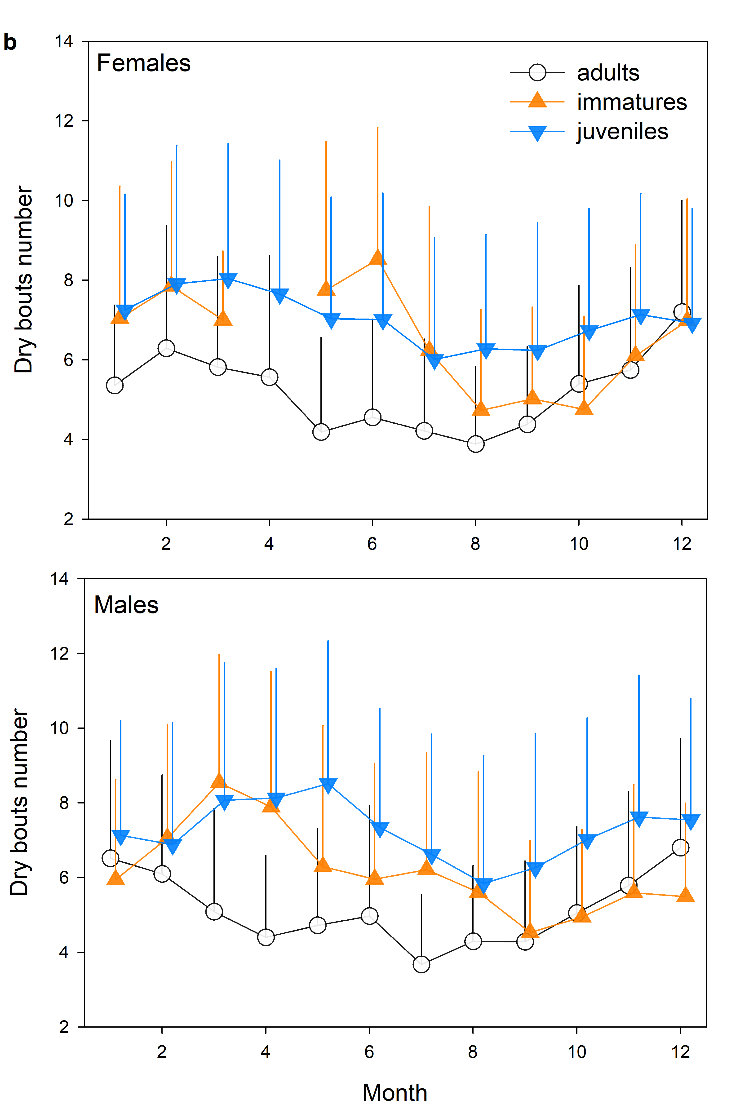 b
Females
adults
immatures
juveniles
Dry bouts number
14
12
10
8
6
4
2
2 4 6 8 10 12
Males
Dry bouts number
14
12
10
8
6
4
2
2 4 6 8 10 12
Month